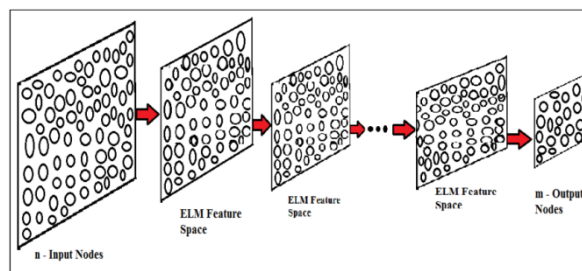 n - Input Nodes
ELM Feature
Space
ELM Feature
Space
ELM Feature
Space
m - Output
Nodes